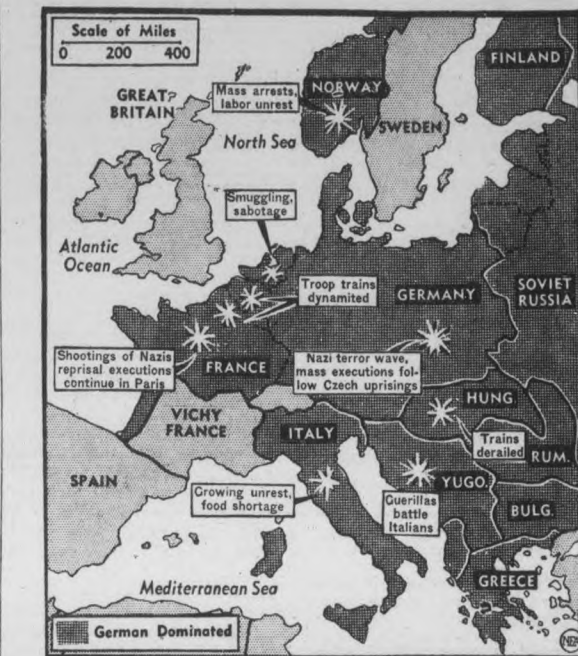 Scale of Miles
0 200 400
FINLAND
NORWAY
Mass arrests,
labor unrest
GREAT
BRITAIN
SWEDEN
North Sea
Smuggling,
sabotage
Atlantic
Ocean
Troop trains
dynamited
GERMANY
SOVIET
RUSSIA
Shootings of Nazis
reprisal executions
continue in Paris
FRANCE
Nazi terror wave,
mass executions fol-
low Czech uprisings
HUNG
VICHY
FRANCE
ITALY
Trains
derailed
RUM.
SPAIN
Growing unrest,
food shortage
YUGO.
Guerillas
battle
Italians
BULG.
GREECE
Mediterranean Sea
German Dominated
NEA